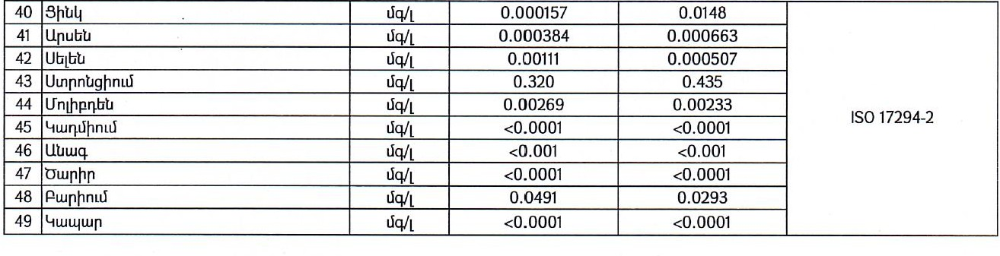 40 Ցինկ մգ/լ 0.000157 0.0148
41 Արսեն մգ/լ 0.000384 0.000663
42 Սելեն մգ/լ 0.00111 0.000507
43 Ստրոնցիում մգ/լ 0.320 0.435
44 Մոլիբդեն մգ/լ 0.00269 0.00233
ISO 17294-2
45 Կադմիում մգ/լ <0.0001 <0.0001
46 Անագ մգ/լ <0.001 <0.001
47 Ծարիր մգ/լ <0.0001 <0.0001
48 Բարիում մգ/լ 0.0491 0.0293
49 Կապար մգ/լ <0.0001 <0.0001